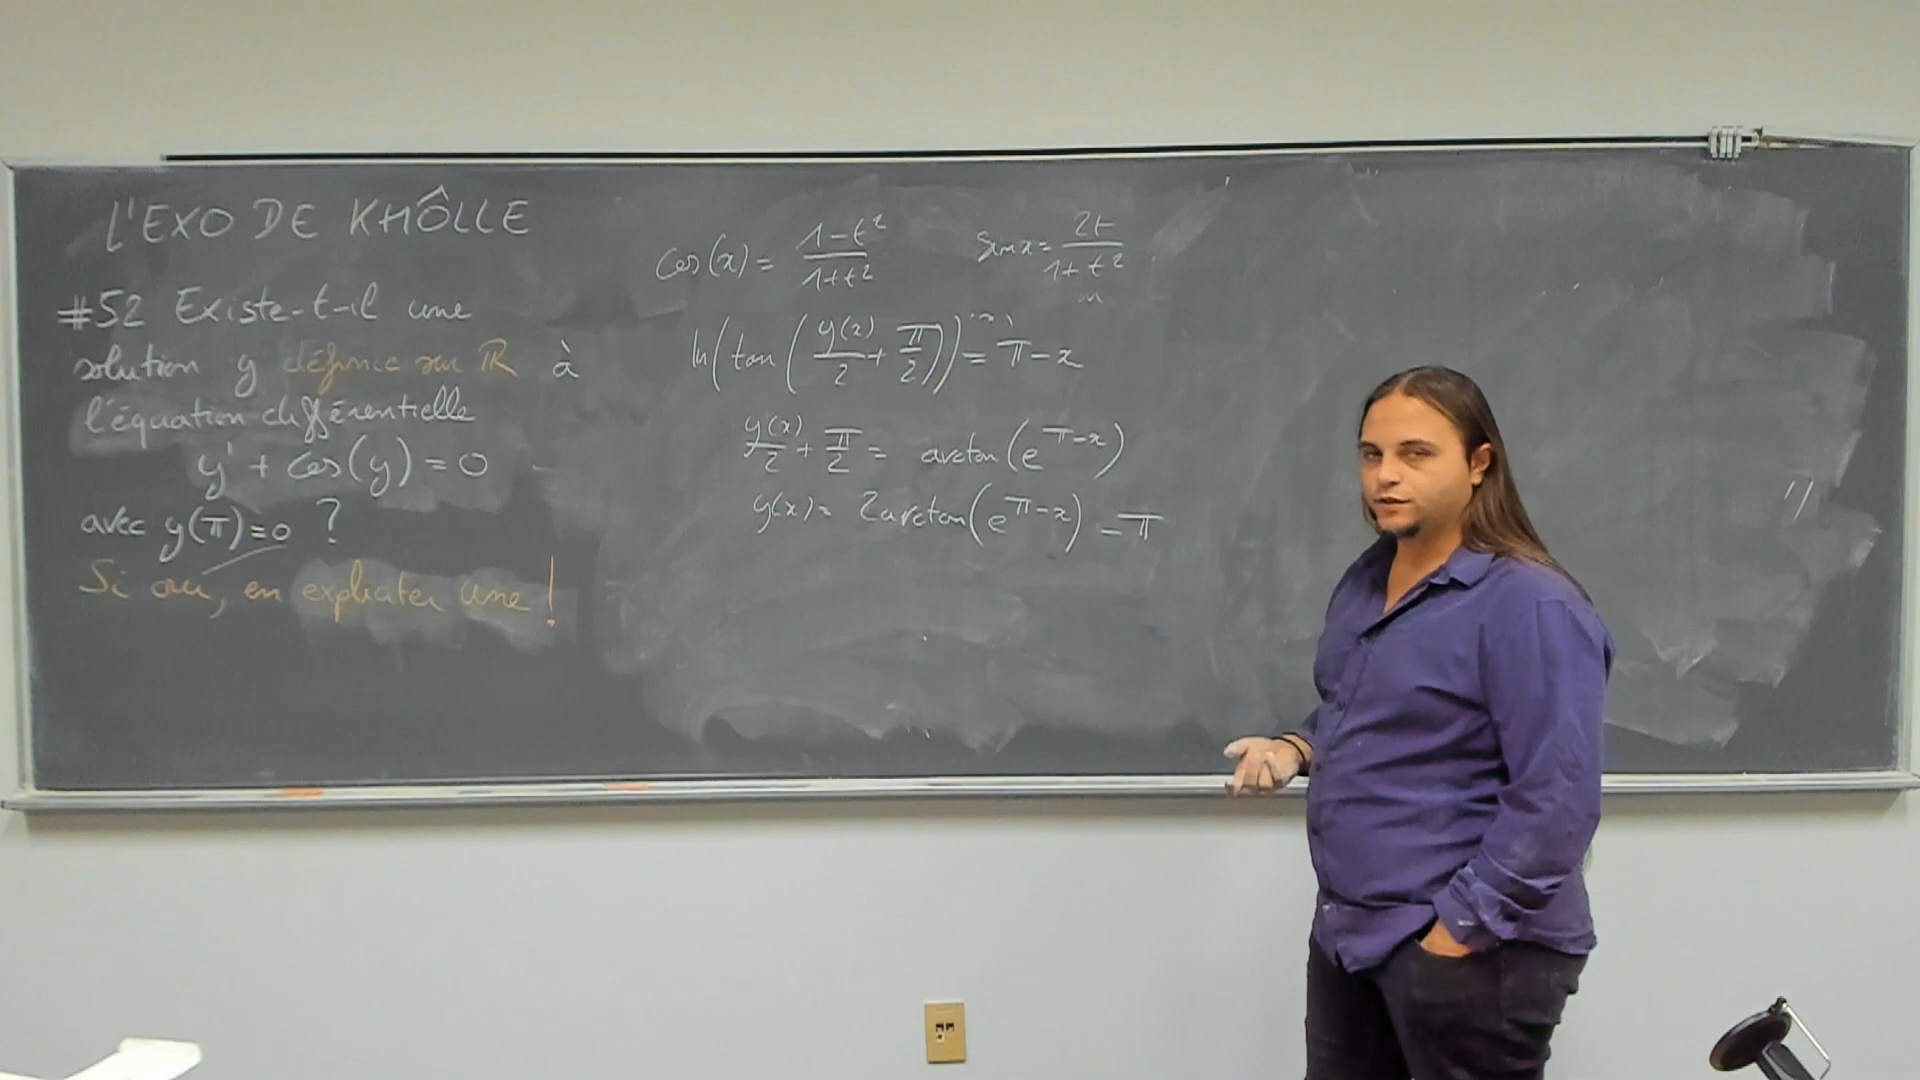 L'EXO DE KHÔLLE
#52 Existe-t-il une
solution y définie sur ℝ à
l'équation différentielle
y' + cos(y) = 0
avec y(π)=0 ?
Si oui, en expliciter une !
cos(x) = (1-t²)/(1+t²)
sin x = 2t/(1+t²)
ln(tan(y(x)/2 + π/2)) = π-x
y(x)/2 + π/2 = arctan(e^(π-x))
y(x) = 2arctan(e^(π-x)) - π